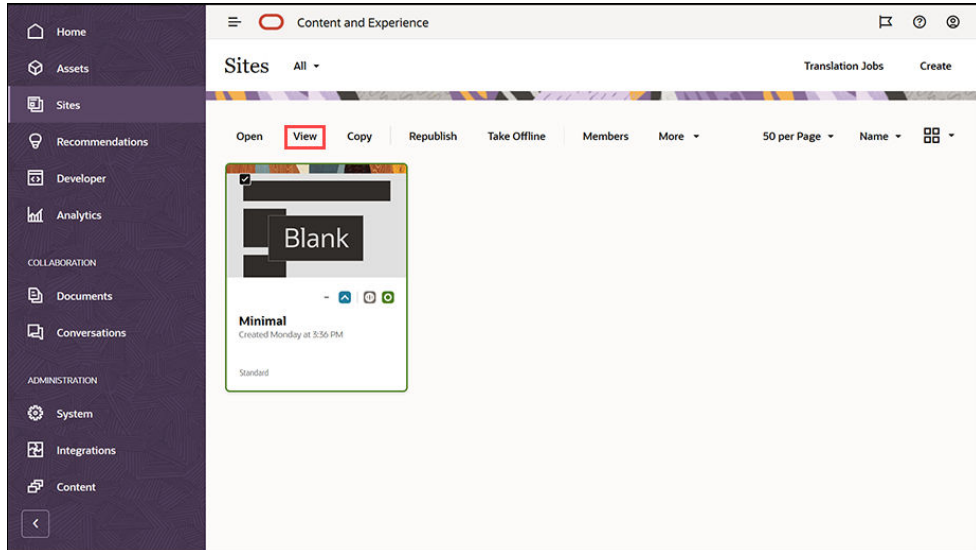 Home
Assets
Sites
Recommendations
Developer
Analytics
COLLABORATION
Documents
Conversations
ADMINISTRATION
System
Integrations
Content
Content and Experience
Sites All
Translation Jobs Create
Open View Copy Republish Take Offline Members More 50 per Page Name
Blank
Minimal
Created Monday at 3:36 PM
Standard